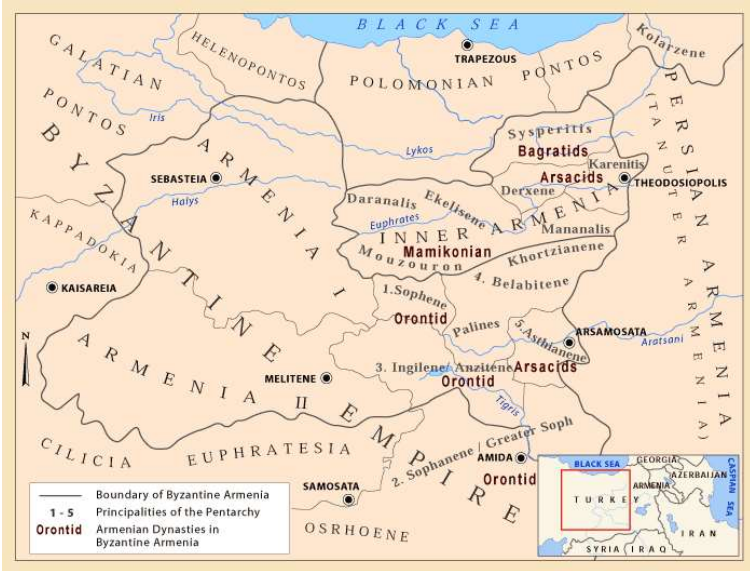 BLACK SEA
GALATIAN
PONTOS
HELENOPONTOS
Iris
TRAPEZOUS
POLOMONIAN PONTOS
Kolarzene
Lykos
Sysperitis
Bagratids
Arsacids
Karenitis
THEODOSIOPOLIS
Derxene
PERSIAN ARMENIA
(TANUTER ARMENIA)
BYZANTINE EMPIRE
ARMENIA I
SEBASTEIA
Halys
Daranalis
Ekelisene
Euphrates
INNER ARMENIA
Mananalis
Mamikonian
Mouzouron
Khortzianene
4. Belabitene
KAPPADOKIA
KAISAREIA
1.Sophene
Orontid
Palines
5.Asthianene
ARSAMOSATA
Aratsani
N
ARMENIA II
MELITENE
3. Ingilene/Anzitene
Orontid
Arsacids
Tigris
CILICIA
EUPHRATESIA
2. Sophanene / Greater Soph
AMIDA
Orontid
SAMOSATA
OSRHOENE
Boundary of Byzantine Armenia
1 - 5 Principalities of the Pentarchy
Orontid Armenian Dynasties in
Byzantine Armenia
BLACK SEA
GEORGIA
CASPIAN SEA
AZERBAIJAN
ARMENIA
TURKEY
IRAN
SYRIA
IRAQ